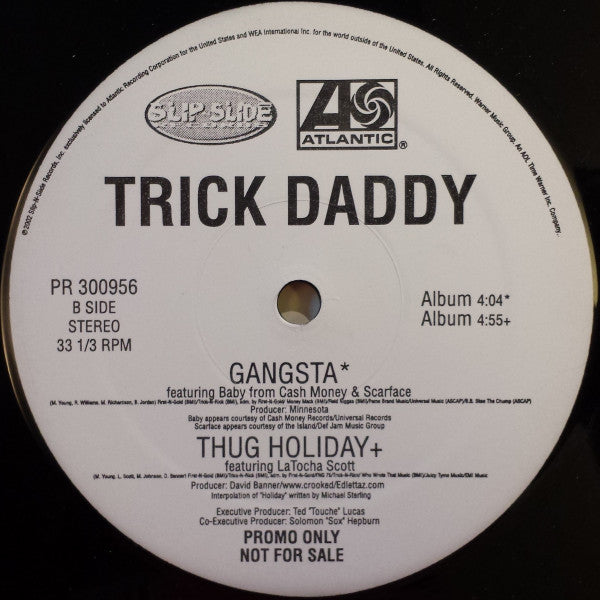 ©2002 Slip-N-Slide Records, Inc. exclusively licensed to Atlantic Recording Corporation for the United States and WEA International Inc. for the world outside of the United States. All Rights Reserved. Warner Music Group. An AOL Time Warner Inc. Company.
SLIP-N-SLIDE
ATLANTIC®
TRICK DADDY
PR 300956
B SIDE
STEREO
33 1/3 RPM
Album 4:04*
Album 4:55+
GANGSTA*
featuring Baby from Cash Money & Scarface
Producer: Minnesota
Baby appears courtesy of Cash Money Records/Universal Records
Scarface appears courtesy of the Island/Def Jam Music Group
THUG HOLIDAY+
featuring LaTocha Scott
Producer: David Banner/www.crooked/Edlettaz.com
Interpolation of "Holiday" written by Michael Sterling
Executive Producer: Ted "Touche" Lucas
Co-Executive Producer: Solomon "Sox" Hepburn
PROMO ONLY
NOT FOR SALE